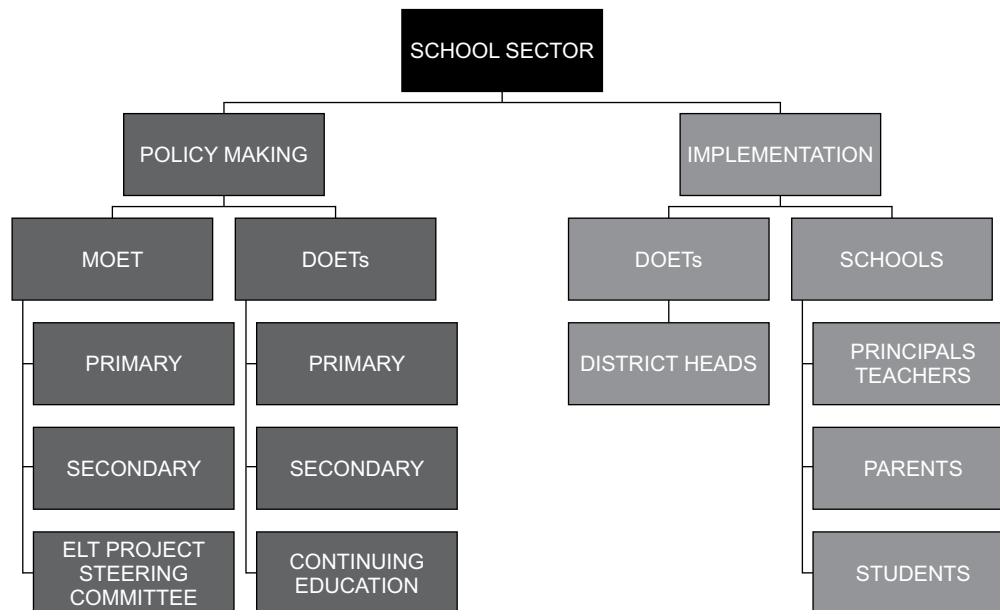 SCHOOL SECTOR
POLICY MAKING
IMPLEMENTATION
MOET
DOETs
DOETs
SCHOOLS
PRIMARY
PRIMARY
DISTRICT HEADS
PRINCIPALS
TEACHERS
SECONDARY
SECONDARY
PARENTS
ELT PROJECT
STEERING
COMMITTEE
CONTINUING
EDUCATION
STUDENTS